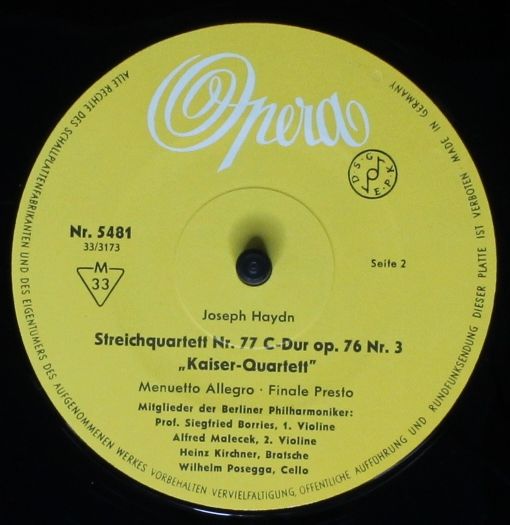 Opera
D·S·G
E·P·K
Nr. 5481
33/3173
M
33
Seite 2
Joseph Haydn
Streichquartett Nr. 77 C-Dur op. 76 Nr. 3
„Kaiser-Quartett”
Menuetto Allegro · Finale Presto
Mitglieder der Berliner Philharmoniker:
Prof. Siegfried Borries, 1. Violine
Alfred Malecek, 2. Violine
Heinz Kirchner, Bratsche
Wilhelm Posegga, Cello
ALLE RECHTE DES SCHALLPLATTENFABRIKANTEN UND DES EIGENTÜMERS DES AUFGENOMMENEN WERKES VORBEHALTEN VERVIELFÄLTIGUNG, ÖFFENTLICHE AUFFÜHRUNG UND RUNDFUNKSENDUNG DIESER PLATTE IST VERBOTEN MADE IN GERMANY